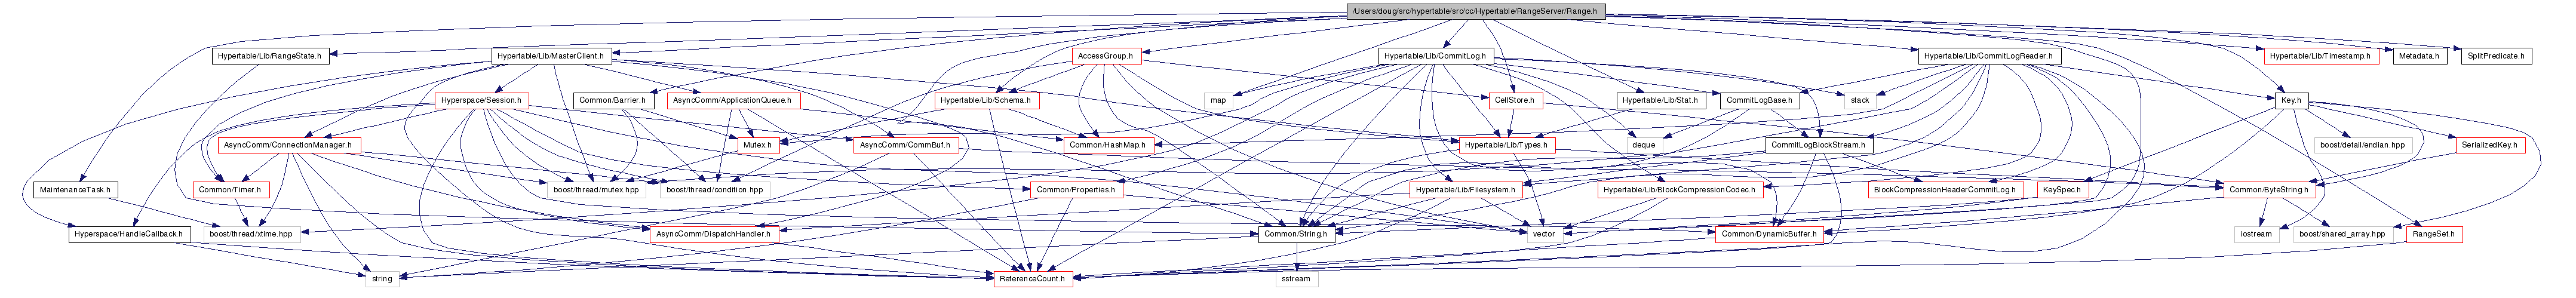 /Users/doug/src/hypertable/src/cc/Hypertable/RangeServer/Range.h
Hypertable/Lib/RangeState.h
Hypertable/Lib/MasterClient.h
AccessGroup.h
Hypertable/Lib/CommitLog.h
Hypertable/Lib/CommitLogReader.h
Hypertable/Lib/Timestamp.h
Metadata.h
SplitPredicate.h
Hyperspace/Session.h
Common/Barrier.h
AsyncComm/ApplicationQueue.h
Hypertable/Lib/Schema.h
map
CellStore.h
Hypertable/Lib/Stat.h
CommitLogBase.h
stack
Key.h
AsyncComm/ConnectionManager.h
Mutex.h
AsyncComm/CommBuf.h
Common/HashMap.h
Hypertable/Lib/Types.h
deque
CommitLogBlockStream.h
boost/detail/endian.hpp
SerializedKey.h
MaintenanceTask.h
Common/Timer.h
boost/thread/mutex.hpp
boost/thread/condition.hpp
Common/Properties.h
Hypertable/Lib/Filesystem.h
Hypertable/Lib/BlockCompressionCodec.h
BlockCompressionHeaderCommitLog.h
KeySpec.h
Common/ByteString.h
Hyperspace/HandleCallback.h
boost/thread/xtime.hpp
AsyncComm/DispatchHandler.h
Common/String.h
vector
Common/DynamicBuffer.h
iostream
boost/shared_array.hpp
RangeSet.h
string
ReferenceCount.h
sstream